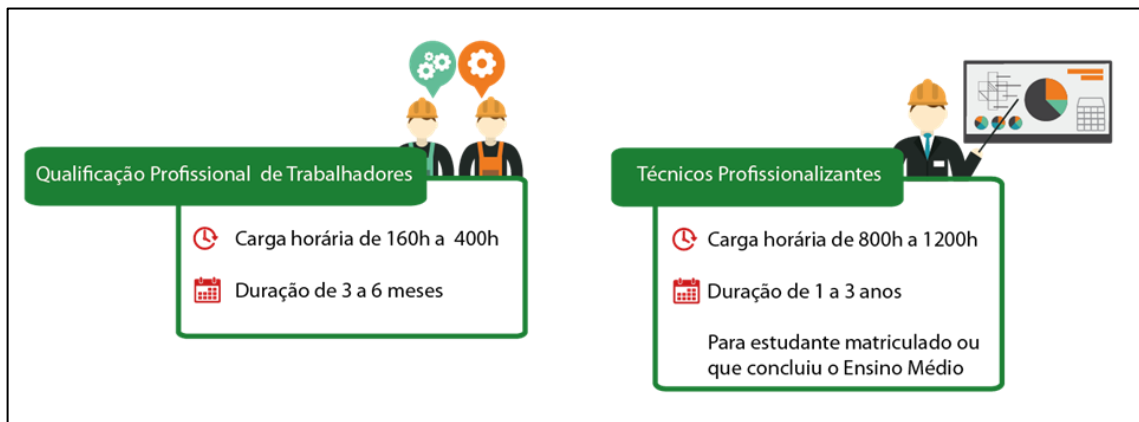 Qualificação Profissional de Trabalhadores
Carga horária de 160h a 400h
Duração de 3 a 6 meses
Técnicos Profissionalizantes
Carga horária de 800h a 1200h
Duração de 1 a 3 anos
Para estudante matriculado ou
que concluiu o Ensino Médio